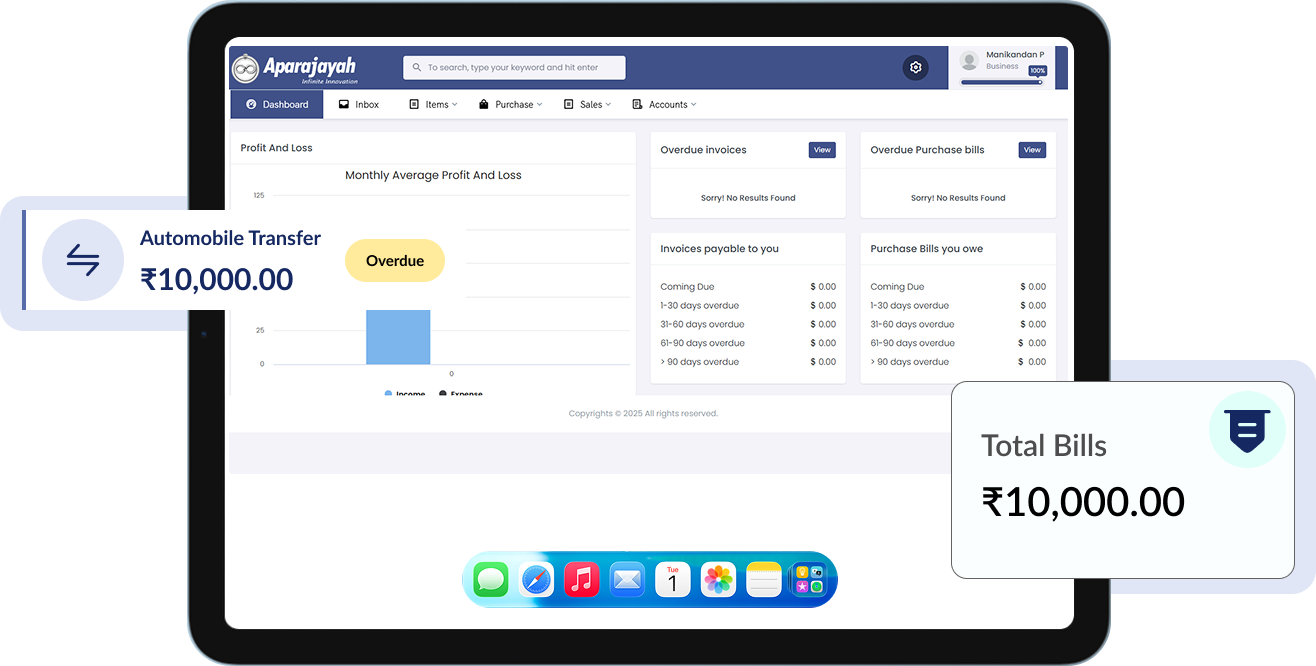 Aparajayah
Infinite Innovation
To search, type your keyword and hit enter
Manikandan P
Business
100%
Dashboard
Inbox
Items
Purchase
Sales
Accounts
Profit And Loss
Monthly Average Profit And Loss
125
25
0
0
Income
Expense
Automobile Transfer
₹10,000.00
Overdue
Overdue invoices
View
Sorry! No Results Found
Overdue Purchase bills
View
Sorry! No Results Found
Invoices payable to you
Coming Due $ 0.00
1-30 days overdue $ 0.00
31-60 days overdue $ 0.00
61-90 days overdue $ 0.00
> 90 days overdue $ 0.00
Purchase Bills you owe
Coming Due $ 0.00
1-30 days overdue $ 0.00
31-60 days overdue $ 0.00
61-90 days overdue $ 0.00
> 90 days overdue $ 0.00
Copyrights © 2025 All rights reserved.
Total Bills
₹10,000.00
Tue
1